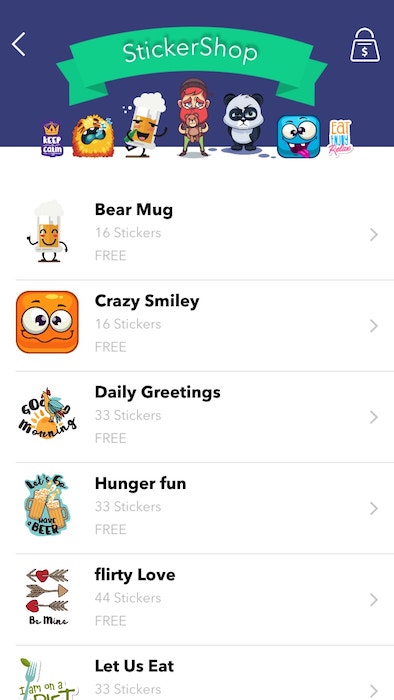 StickerShop
$
KEEP
calm
EAT
Relax
Bear Mug
16 Stickers
FREE
Crazy Smiley
16 Stickers
FREE
GOOD
Morning
Daily Greetings
33 Stickers
FREE
Let's Go
HAVE
a BEER
Hunger fun
33 Stickers
FREE
Be Mine
flirty Love
44 Stickers
FREE
I am on a
DIET
Let Us Eat
33 Stickers